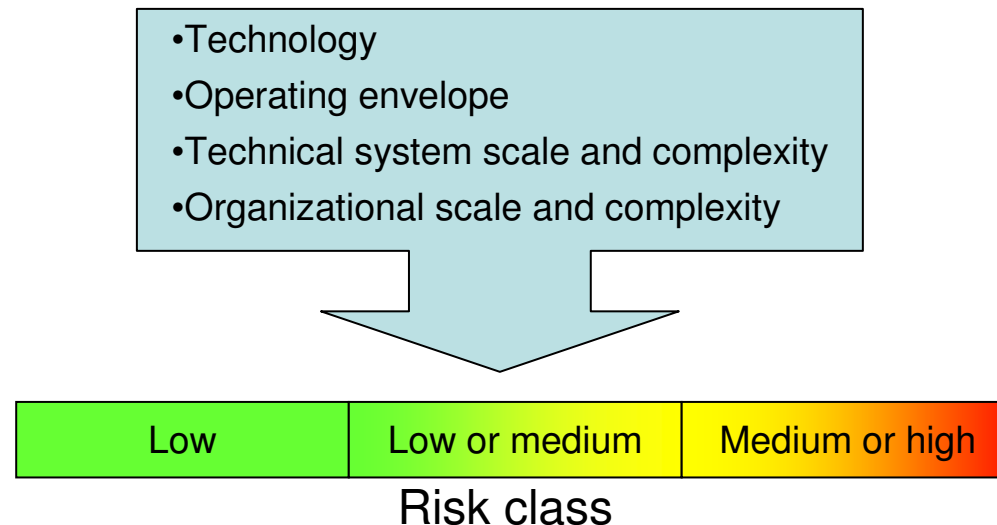 •Technology
•Operating envelope
•Technical system scale and complexity
•Organizational scale and complexity
Low
Low or medium
Medium or high
Risk class